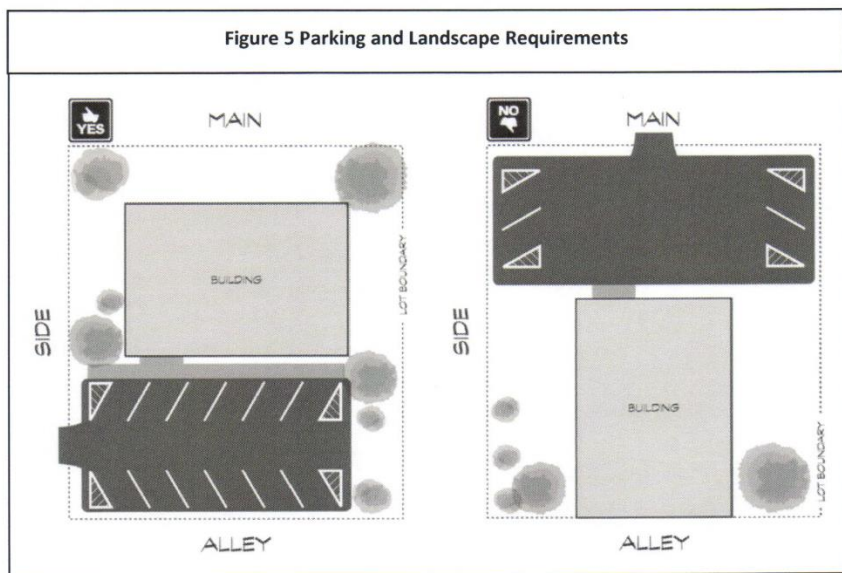 Figure 5 Parking and Landscape Requirements
YES
MAIN
BUILDING
LOT BOUNDARY
SIDE
ALLEY
NO
MAIN
SIDE
BUILDING
LOT BOUNDARY
ALLEY